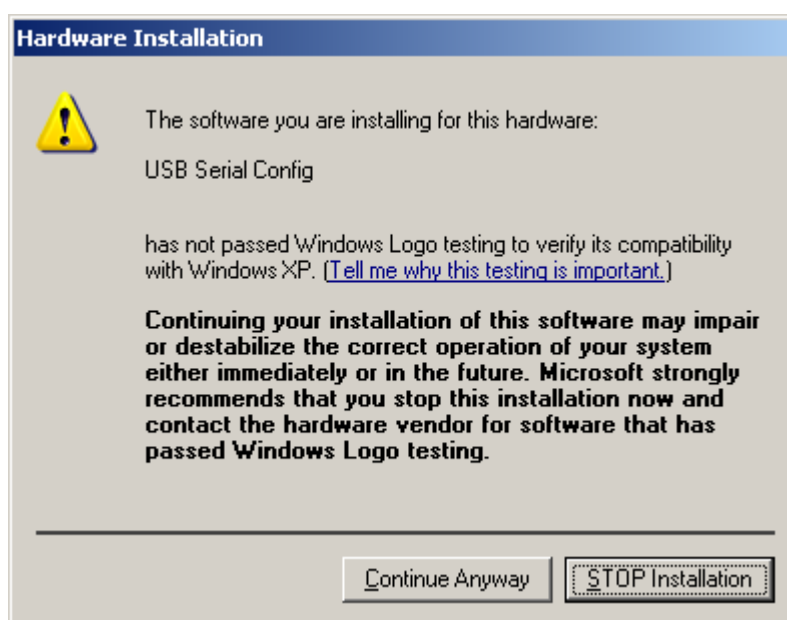 Hardware Installation
The software you are installing for this hardware:
USB Serial Config
has not passed Windows Logo testing to verify its compatibility
with Windows XP. (Tell me why this testing is important.)
Continuing your installation of this software may impair
or destabilize the correct operation of your system
either immediately or in the future. Microsoft strongly
recommends that you stop this installation now and
contact the hardware vendor for software that has
passed Windows Logo testing.
Continue Anyway
STOP Installation